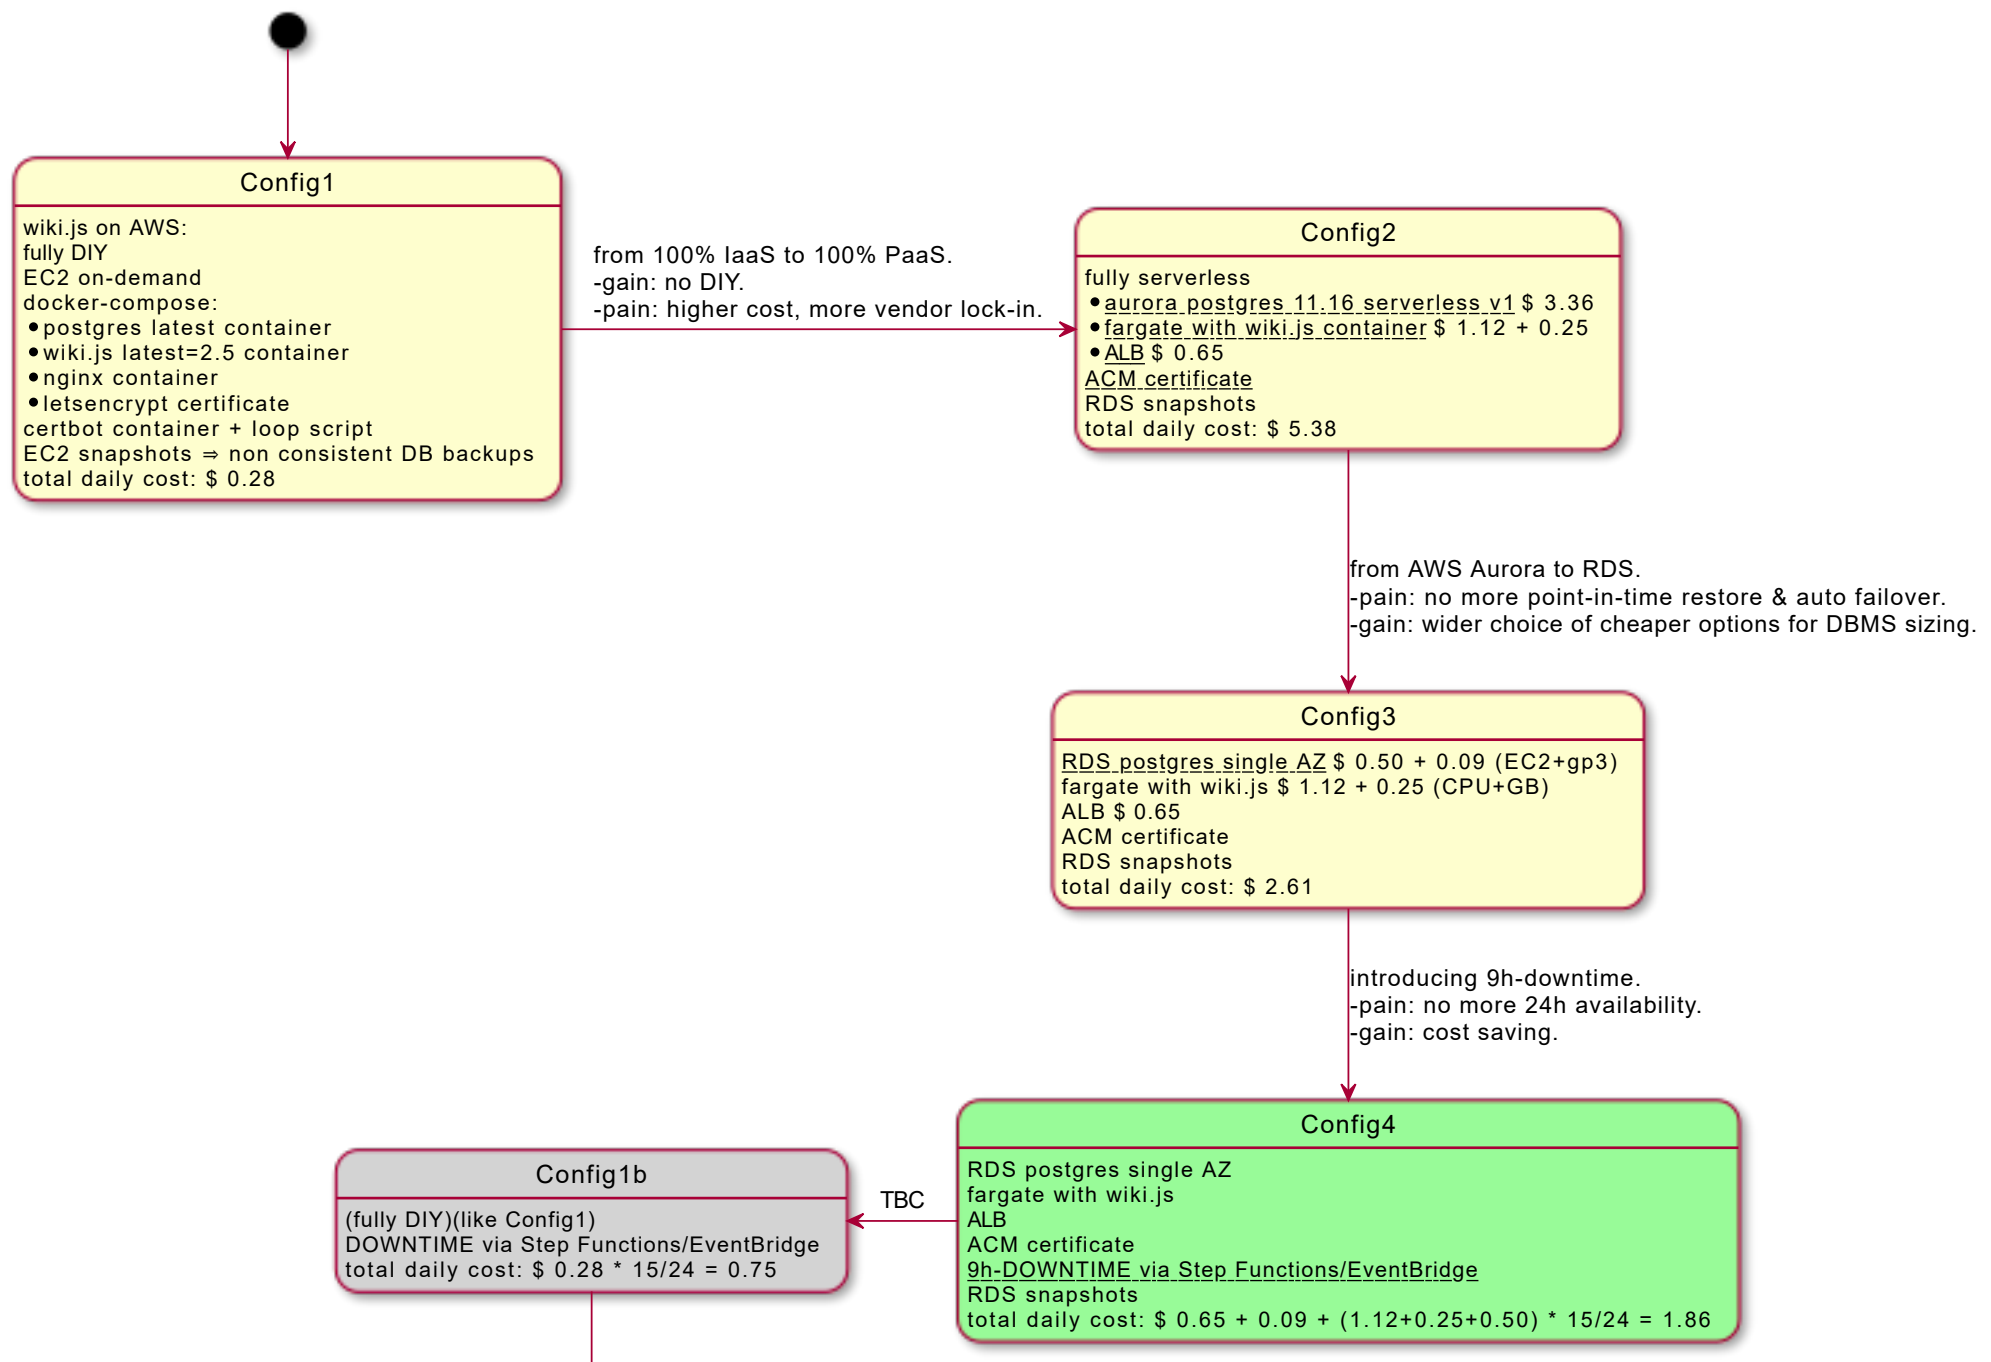 Config1
wiki.js on AWS:
fully DIY
EC2 on-demand
docker-compose:
•postgres latest container
•wiki.js latest=2.5 container
•nginx container
•letsencrypt certificate
certbot container + loop script
EC2 snapshots ⇒ non consistent DB backups
total daily cost: $ 0.28
from 100% IaaS to 100% PaaS.
-gain: no DIY.
-pain: higher cost, more vendor lock-in.
Config2
fully serverless
•aurora postgres 11.16 serverless v1 $ 3.36
•fargate with wiki.js container $ 1.12 + 0.25
•ALB $ 0.65
ACM certificate
RDS snapshots
total daily cost: $ 5.38
from AWS Aurora to RDS.
-pain: no more point-in-time restore & auto failover.
-gain: wider choice of cheaper options for DBMS sizing.
Config3
RDS postgres single AZ $ 0.50 + 0.09 (EC2+gp3)
fargate with wiki.js $ 1.12 + 0.25 (CPU+GB)
ALB $ 0.65
ACM certificate
RDS snapshots
total daily cost: $ 2.61
introducing 9h-downtime.
-pain: no more 24h availability.
-gain: cost saving.
Config4
RDS postgres single AZ
fargate with wiki.js
ALB
ACM certificate
9h-DOWNTIME via Step Functions/EventBridge
RDS snapshots
total daily cost: $ 0.65 + 0.09 + (1.12+0.25+0.50) * 15/24 = 1.86
TBC
Config1b
(fully DIY)(like Config1)
DOWNTIME via Step Functions/EventBridge
total daily cost: $ 0.28 * 15/24 = 0.75